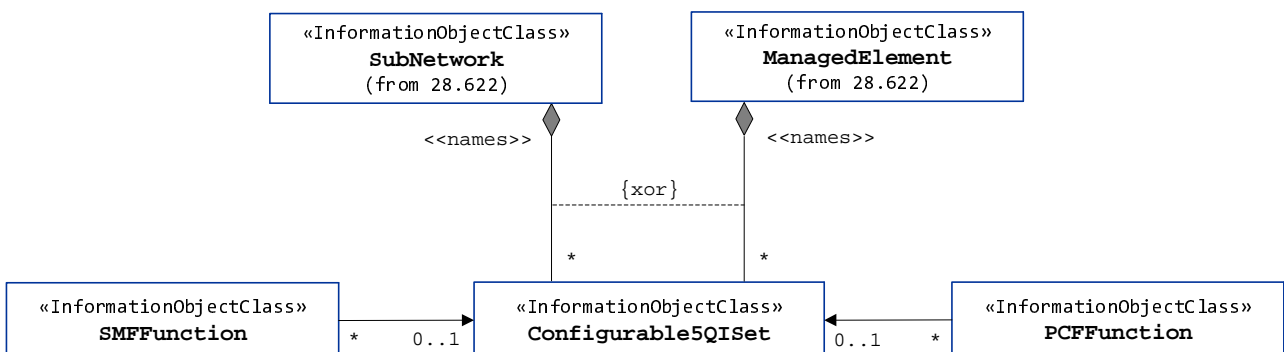 «InformationObjectClass»
SubNetwork
(from 28.622)
«InformationObjectClass»
ManagedElement
(from 28.622)
<<names>>
<<names>>
{xor}
*
*
«InformationObjectClass»
SMFFunction
*
0..1
«InformationObjectClass»
Configurable5QISet
0..1
*
«InformationObjectClass»
PCFFunction